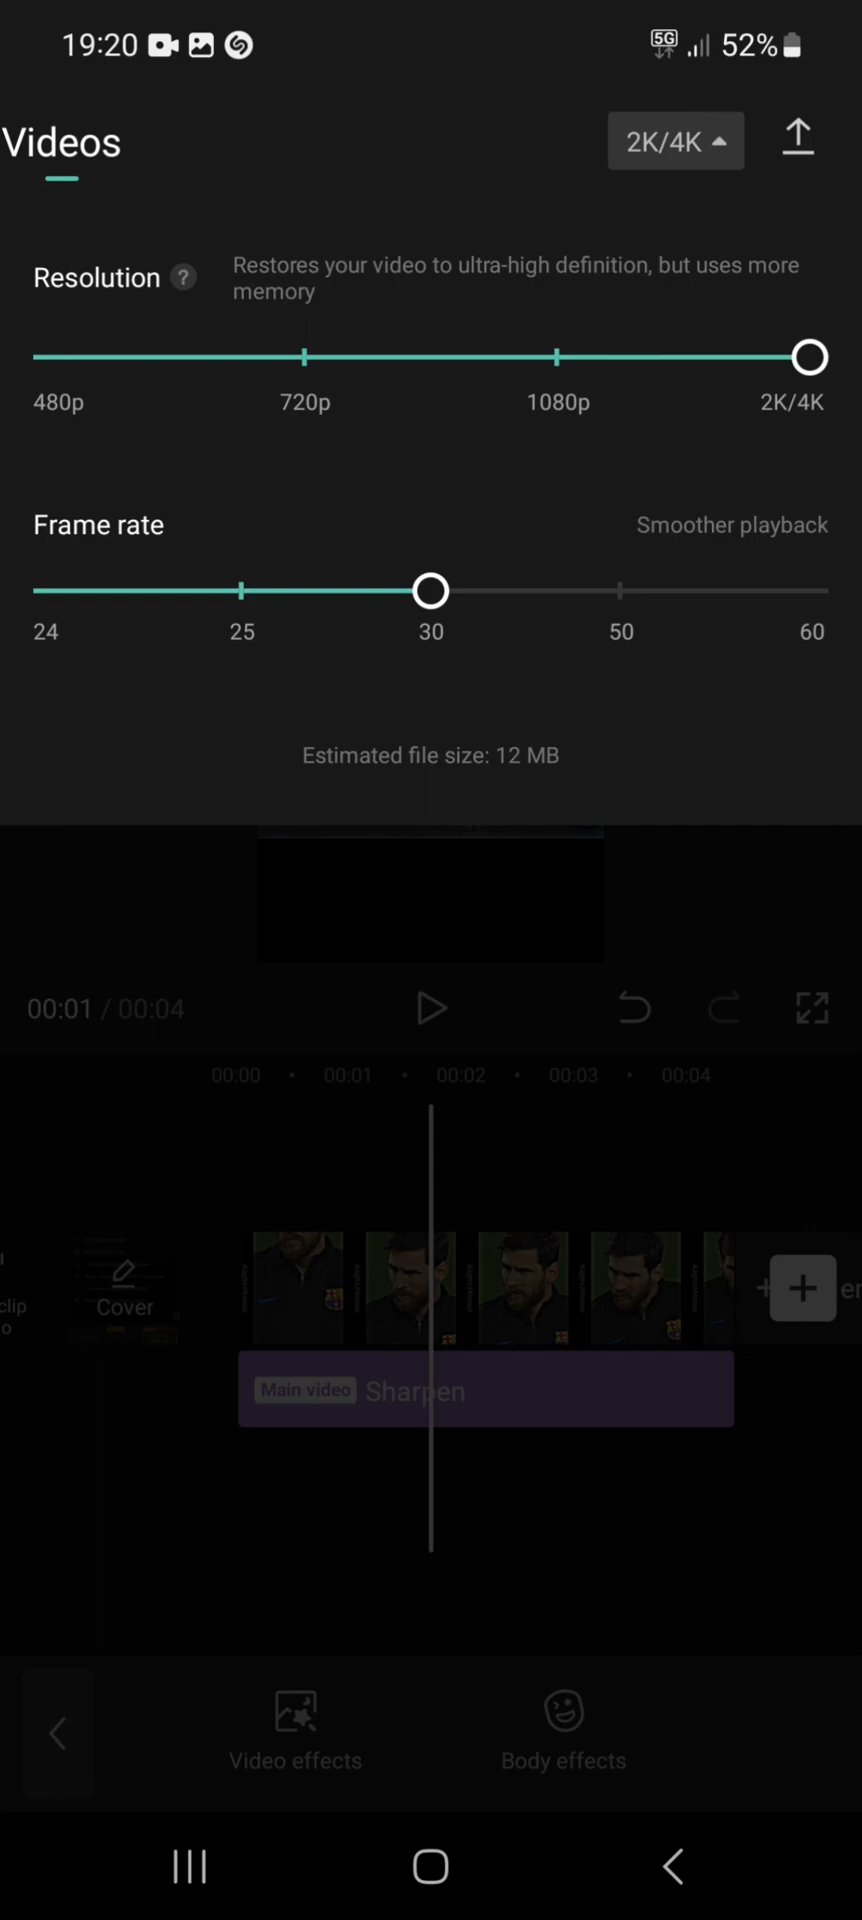 19:20
5G
52%
Videos
2K/4K
Resolution ?
Restores your video to ultra-high definition, but uses more
memory
480p 720p 1080p 2K/4K
Frame rate
Smoother playback
24 25 30 50 60
Estimated file size: 12 MB
00:01 / 00:04
00:00 00:01 00:02 00:03 00:04
clip
Cover
Main video Sharpen
Video effects
Body effects